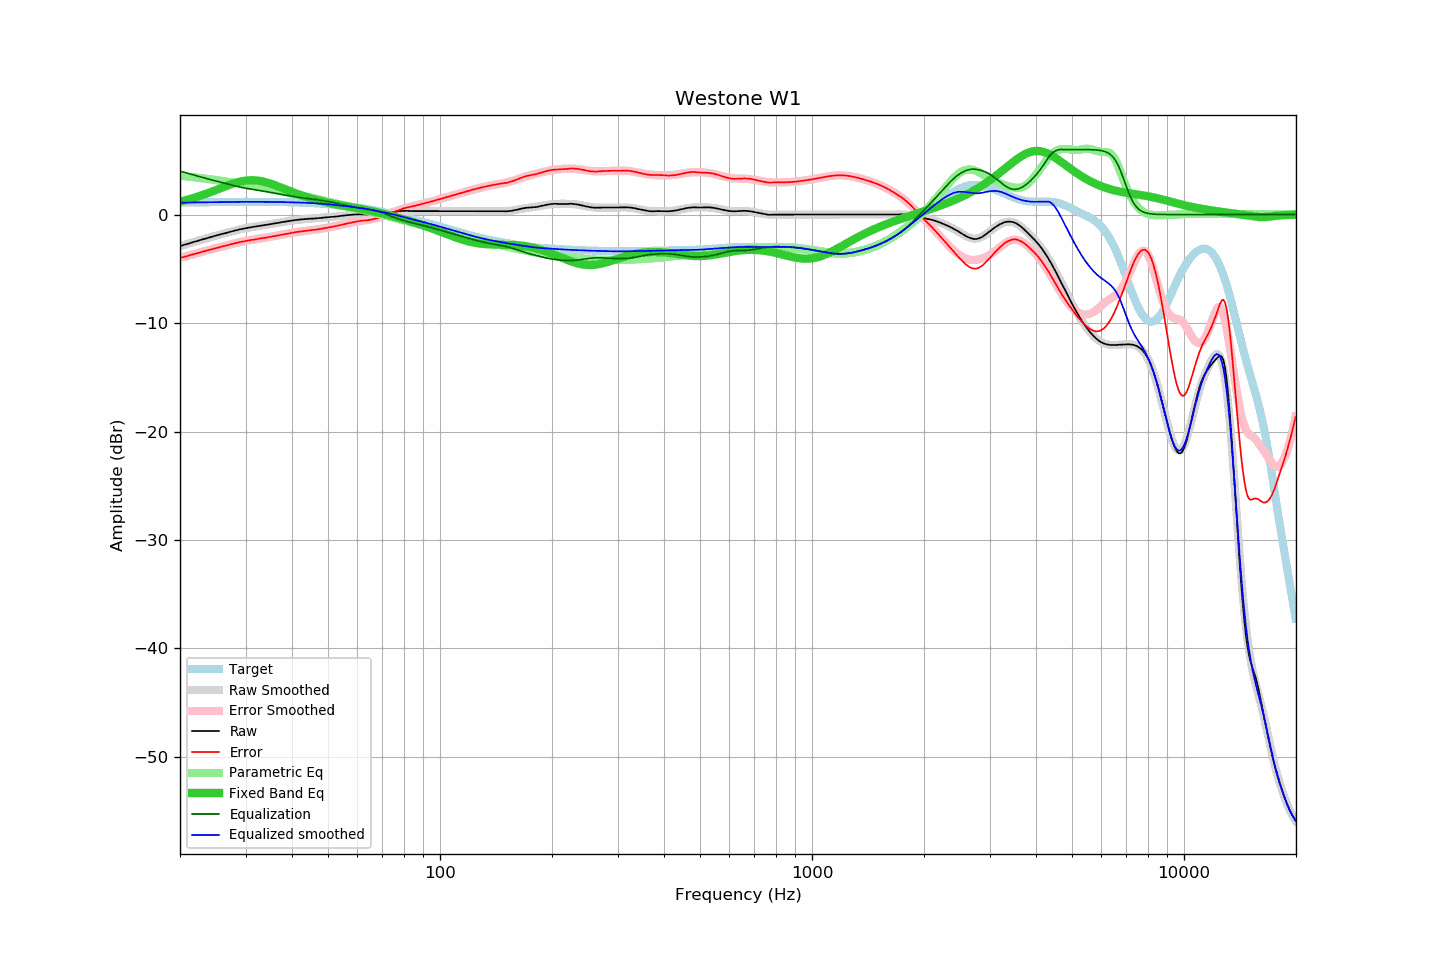 Westone W1
Amplitude (dBr)
0
−10
−20
−30
−40
−50
Target
Raw Smoothed
Error Smoothed
Raw
Error
Parametric Eq
Fixed Band Eq
Equalization
Equalized smoothed
100
1000
10000
Frequency (Hz)